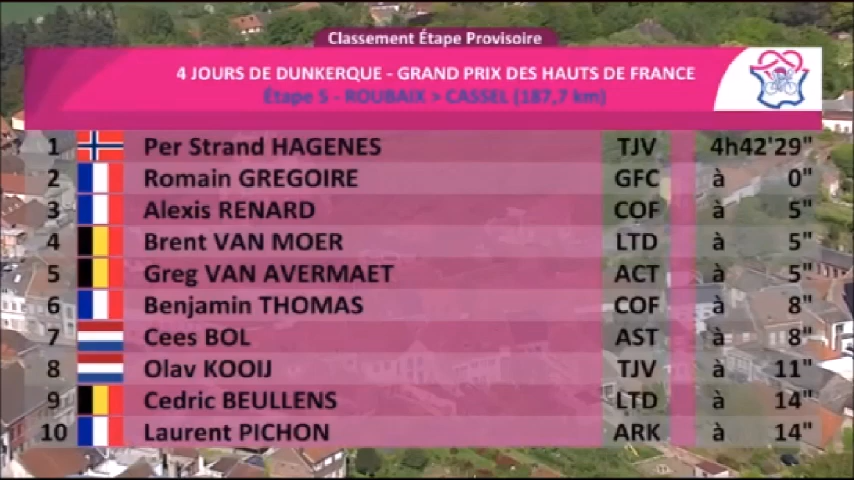 Classement Étape Provisoire
4 JOURS DE DUNKERQUE - GRAND PRIX DES HAUTS DE FRANCE
Étape 5 - ROUBAIX > CASSEL (187,7 km)
1 Per Strand HAGENES TJV 4h42'29"
2 Romain GREGOIRE GFC à 0"
3 Alexis RENARD COF à 5"
4 Brent VAN MOER LTD à 5"
5 Greg VAN AVERMAET ACT à 5"
6 Benjamin THOMAS COF à 8"
7 Cees BOL AST à 8"
8 Olav KOOIJ TJV à 11"
9 Cedric BEULLENS LTD à 14"
10 Laurent PICHON ARK à 14"